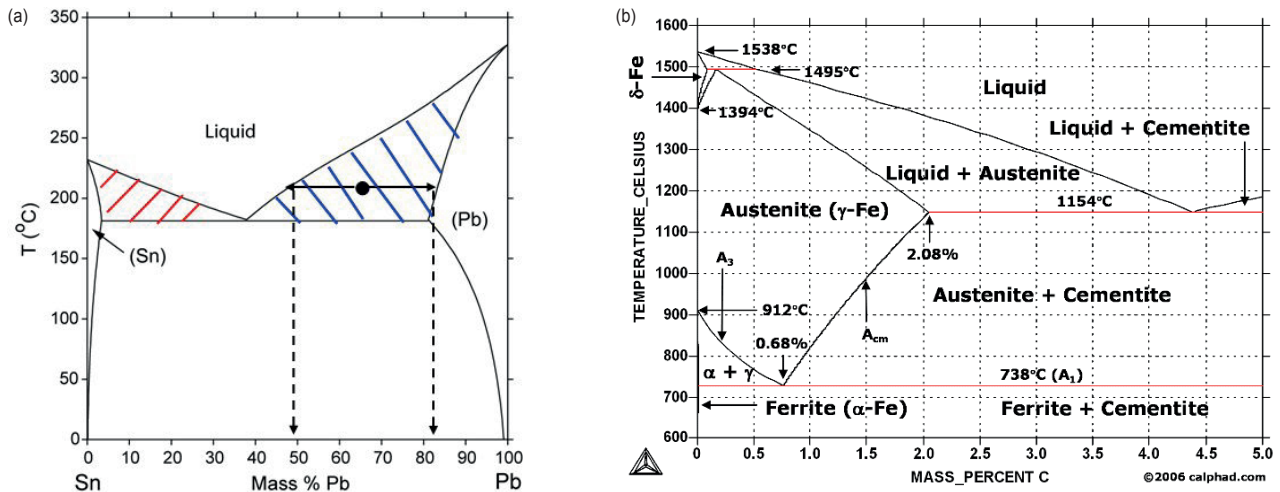 (a)
350
300
250
200
150
100
50
0
T (°C)
Liquid
(Sn)
(Pb)
0 10 20 30 40 50 60 70 80 90 100
Sn Mass % Pb Pb
(b)
1600
1500
1400
1300
1200
1100
1000
900
800
700
600
TEMPERATURE_CELSIUS
δ-Fe
1538°C
1495°C
1394°C
Liquid
Liquid + Cementite
Liquid + Austenite
Austenite (γ-Fe)
1154°C
2.08%
A3
Austenite + Cementite
912°C
Acm
0.68%
α + γ
738°C (A1)
Ferrite (α-Fe)
Ferrite + Cementite
0 0.5 1.0 1.5 2.0 2.5 3.0 3.5 4.0 4.5 5.0
MASS_PERCENT C
©2006 calphad.com